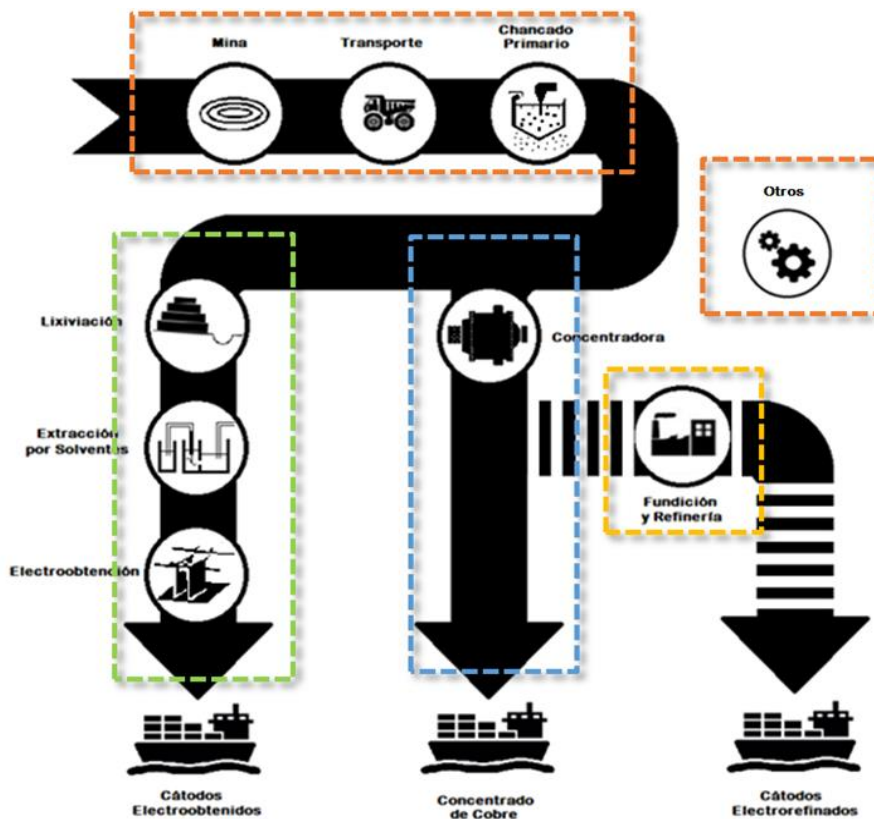 Mina
Transporte
Chancado
Primario
Otros
Lixiviación
Concentradora
Extracción
por Solventes
Fundición
y Refinería
Electroobtención
Cátodos
Electroobtenidos
Concentrado
de Cobre
Cátodos
Electrorefinados